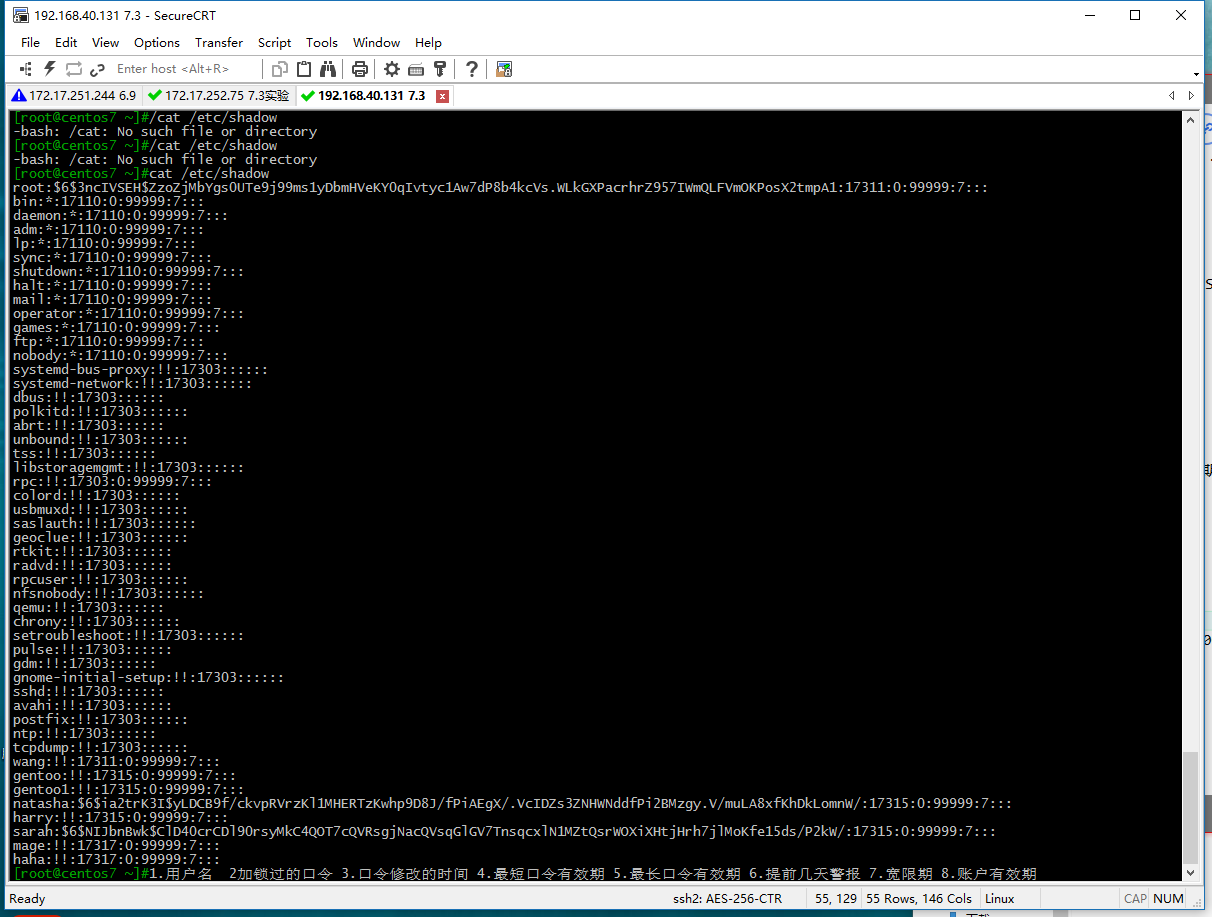 192.168.40.131 7.3 - SecureCRT
File Edit View Options Transfer Script Tools Window Help
Enter host <Alt+R>
172.17.251.244 6.9 172.17.252.75 7.3实验 192.168.40.131 7.3
[root@centos7 ~]#/cat /etc/shadow
-bash: /cat: No such file or directory
[root@centos7 ~]#/cat /etc/shadow
-bash: /cat: No such file or directory
[root@centos7 ~]#cat /etc/shadow
root:$6$3ncIVSEH$ZzoZjMbYgsOUTe9j99ms1yDbmHVeKYOqIvtyc1Aw7dP8b4kcVs.WLkGXPacrhrZ957IWmQLFVmOKPosX2tmpA1:17311:0:99999:7:::
bin:*:17110:0:99999:7:::
daemon:*:17110:0:99999:7:::
adm:*:17110:0:99999:7:::
lp:*:17110:0:99999:7:::
sync:*:17110:0:99999:7:::
shutdown:*:17110:0:99999:7:::
halt:*:17110:0:99999:7:::
mail:*:17110:0:99999:7:::
operator:*:17110:0:99999:7:::
games:*:17110:0:99999:7:::
ftp:*:17110:0:99999:7:::
nobody:*:17110:0:99999:7:::
systemd-bus-proxy:!!:17303::::::
systemd-network:!!:17303::::::
dbus:!!:17303::::::
polkitd:!!:17303::::::
abrt:!!:17303::::::
unbound:!!:17303::::::
tss:!!:17303::::::
libstoragemgmt:!!:17303::::::
rpc:!!:17303:0:99999:7:::
colord:!!:17303::::::
usbmuxd:!!:17303::::::
saslauth:!!:17303::::::
geoclue:!!:17303::::::
rtkit:!!:17303::::::
radvd:!!:17303::::::
rpcuser:!!:17303::::::
nfsnobody:!!:17303::::::
qemu:!!:17303::::::
chrony:!!:17303::::::
setroubleshoot:!!:17303::::::
pulse:!!:17303::::::
gdm:!!:17303::::::
gnome-initial-setup:!!:17303::::::
sshd:!!:17303::::::
avahi:!!:17303::::::
postfix:!!:17303::::::
ntp:!!:17303::::::
tcpdump:!!:17303::::::
wang:!!:17311:0:99999:7:::
gentoo:!!:17315:0:99999:7:::
gentoo1:!!:17315:0:99999:7:::
natasha:$6$ia2trK3I$yLDCB9f/ckvpRVrzKl1MHERTzKwhp9D8J/fPiAEgX/.VcIDZs3ZNHWNddfPi2BMzgy.V/muLA8xfKhDkLomnW/:17315:0:99999:7:::
harry:!!:17315:0:99999:7:::
sarah:$6$NIJbnBwk$ClD4OcrCDl9OrsyMkC4QOT7cQVRsgjNacQVsqGlGV7TnsqcxlN1MZtQsrWOXiXHtjHrh7jlMoKfe15ds/P2kW/:17315:0:99999:7:::
mage:!!:17317:0:99999:7:::
haha:!!:17317:0:99999:7:::
[root@centos7 ~]#1.用户名 2加锁过的口令 3.口令修改的时间 4.最短口令有效期 5.最长口令有效期 6.提前几天警报 7.宽限期 8.账户有效期
Ready ssh2: AES-256-CTR 55, 129 55 Rows, 146 Cols Linux CAP NUM